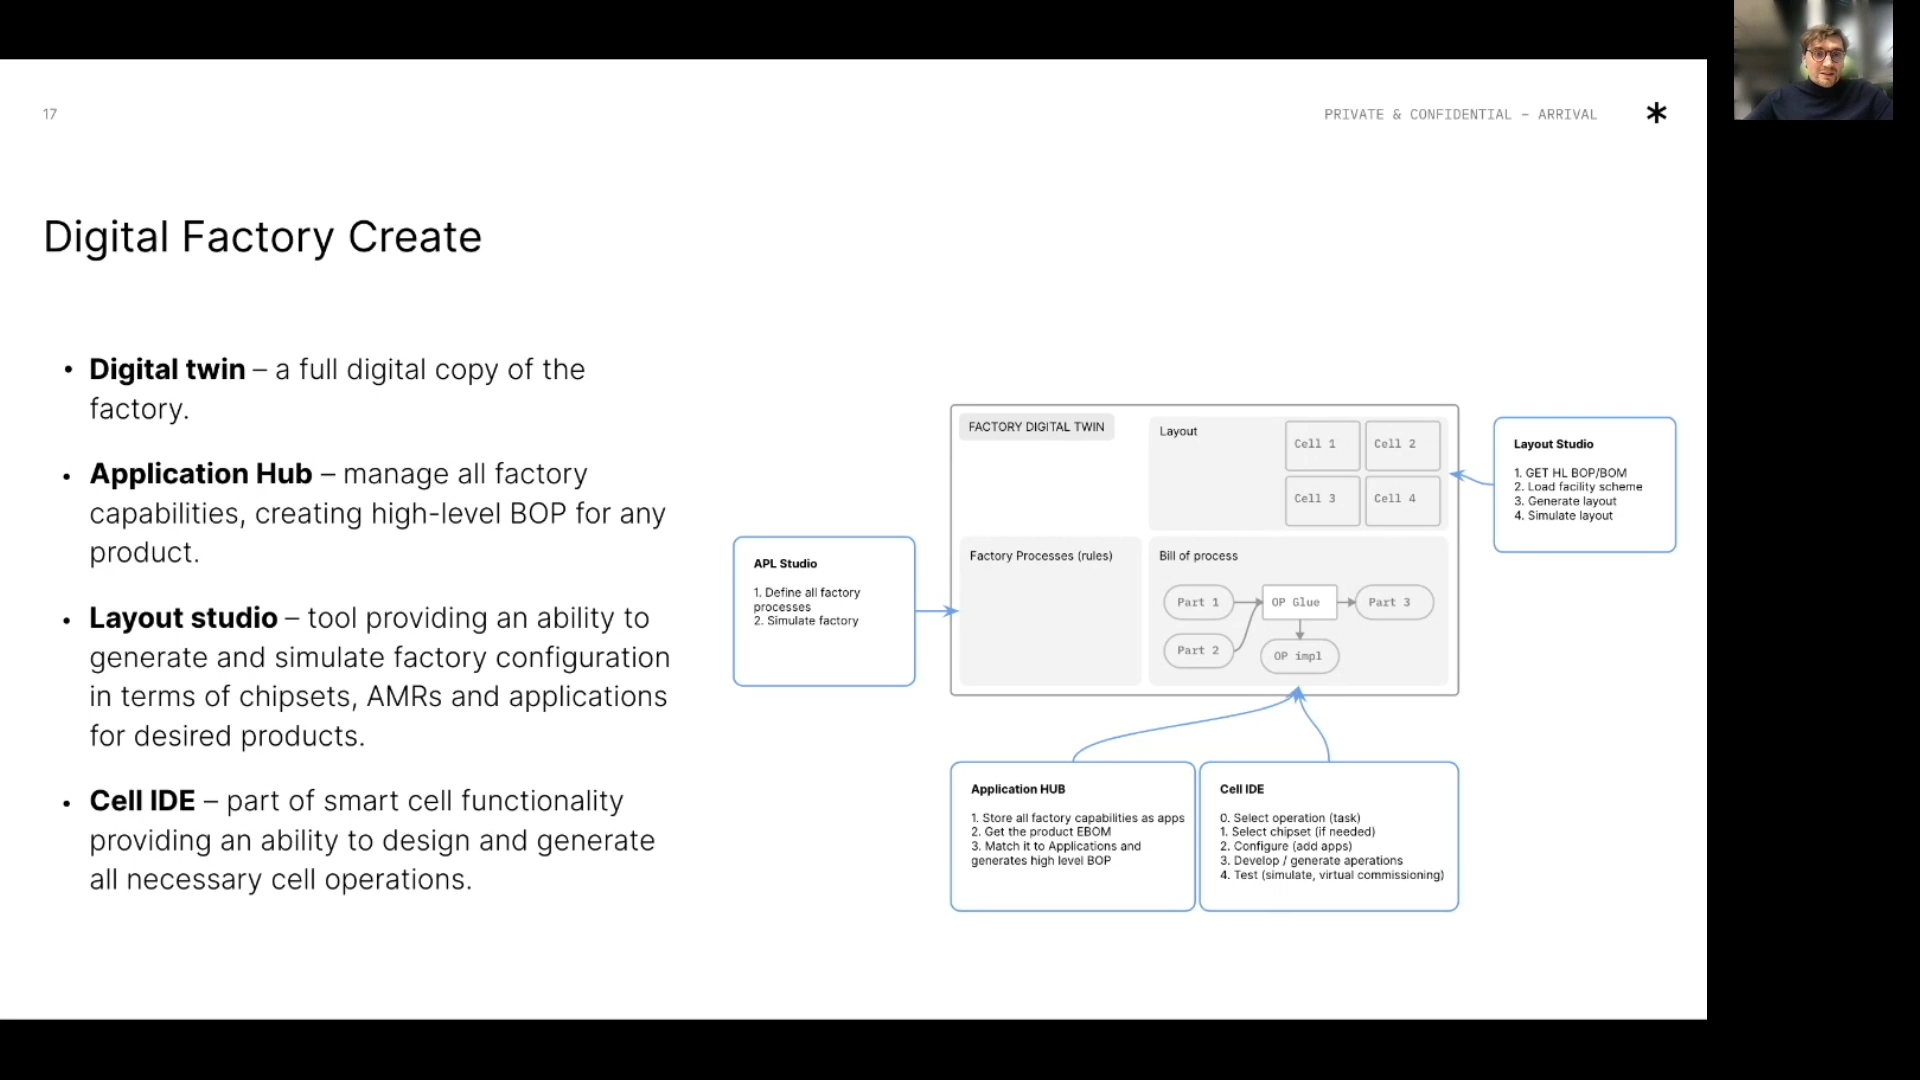 17
PRIVATE & CONFIDENTIAL – ARRIVAL
Digital Factory Create
• Digital twin – a full digital copy of the
factory.
• Application Hub – manage all factory
capabilities, creating high-level BOP for any
product.
• Layout studio – tool providing an ability to
generate and simulate factory configuration
in terms of chipsets, AMRs and applications
for desired products.
• Cell IDE – part of smart cell functionality
providing an ability to design and generate
all necessary cell operations.
APL Studio
1. Define all factory
processes
2. Simulate factory
FACTORY DIGITAL TWIN
Layout
Cell 1
Cell 2
Cell 3
Cell 4
Factory Processes (rules)
Bill of process
Part 1
OP Glue
Part 3
Part 2
OP impl
Layout Studio
1. GET HL BOP/BOM
2. Load facility scheme
3. Generate layout
4. Simulate layout
Application HUB
1. Store all factory capabilities as apps
2. Get the product EBOM
3. Match it to Applications and
generates high level BOP
Cell IDE
0. Select operation (task)
1. Select chipset (if needed)
2. Configure (add apps)
3. Develop / generate aperations
4. Test (simulate, virtual commissioning)